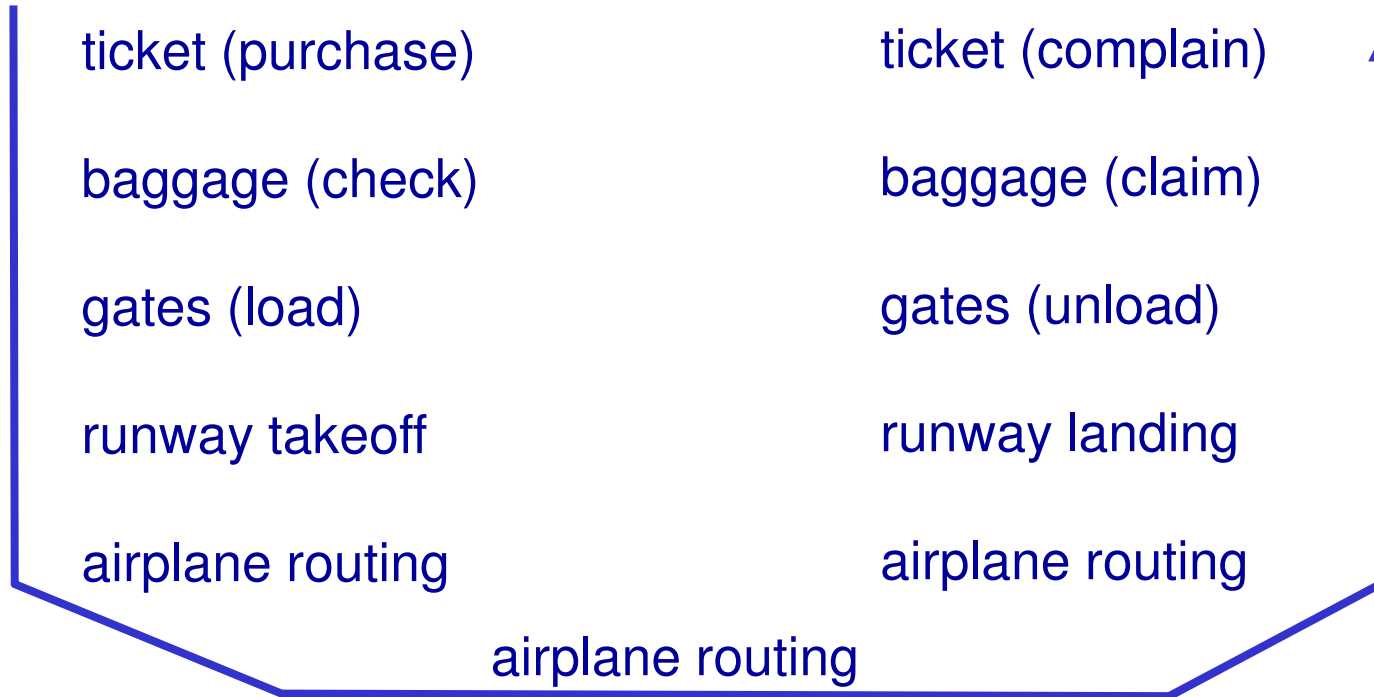 ticket (purchase)
baggage (check)
gates (load)
runway takeoff
airplane routing
ticket (complain)
baggage (claim)
gates (unload)
runway landing
airplane routing
airplane routing